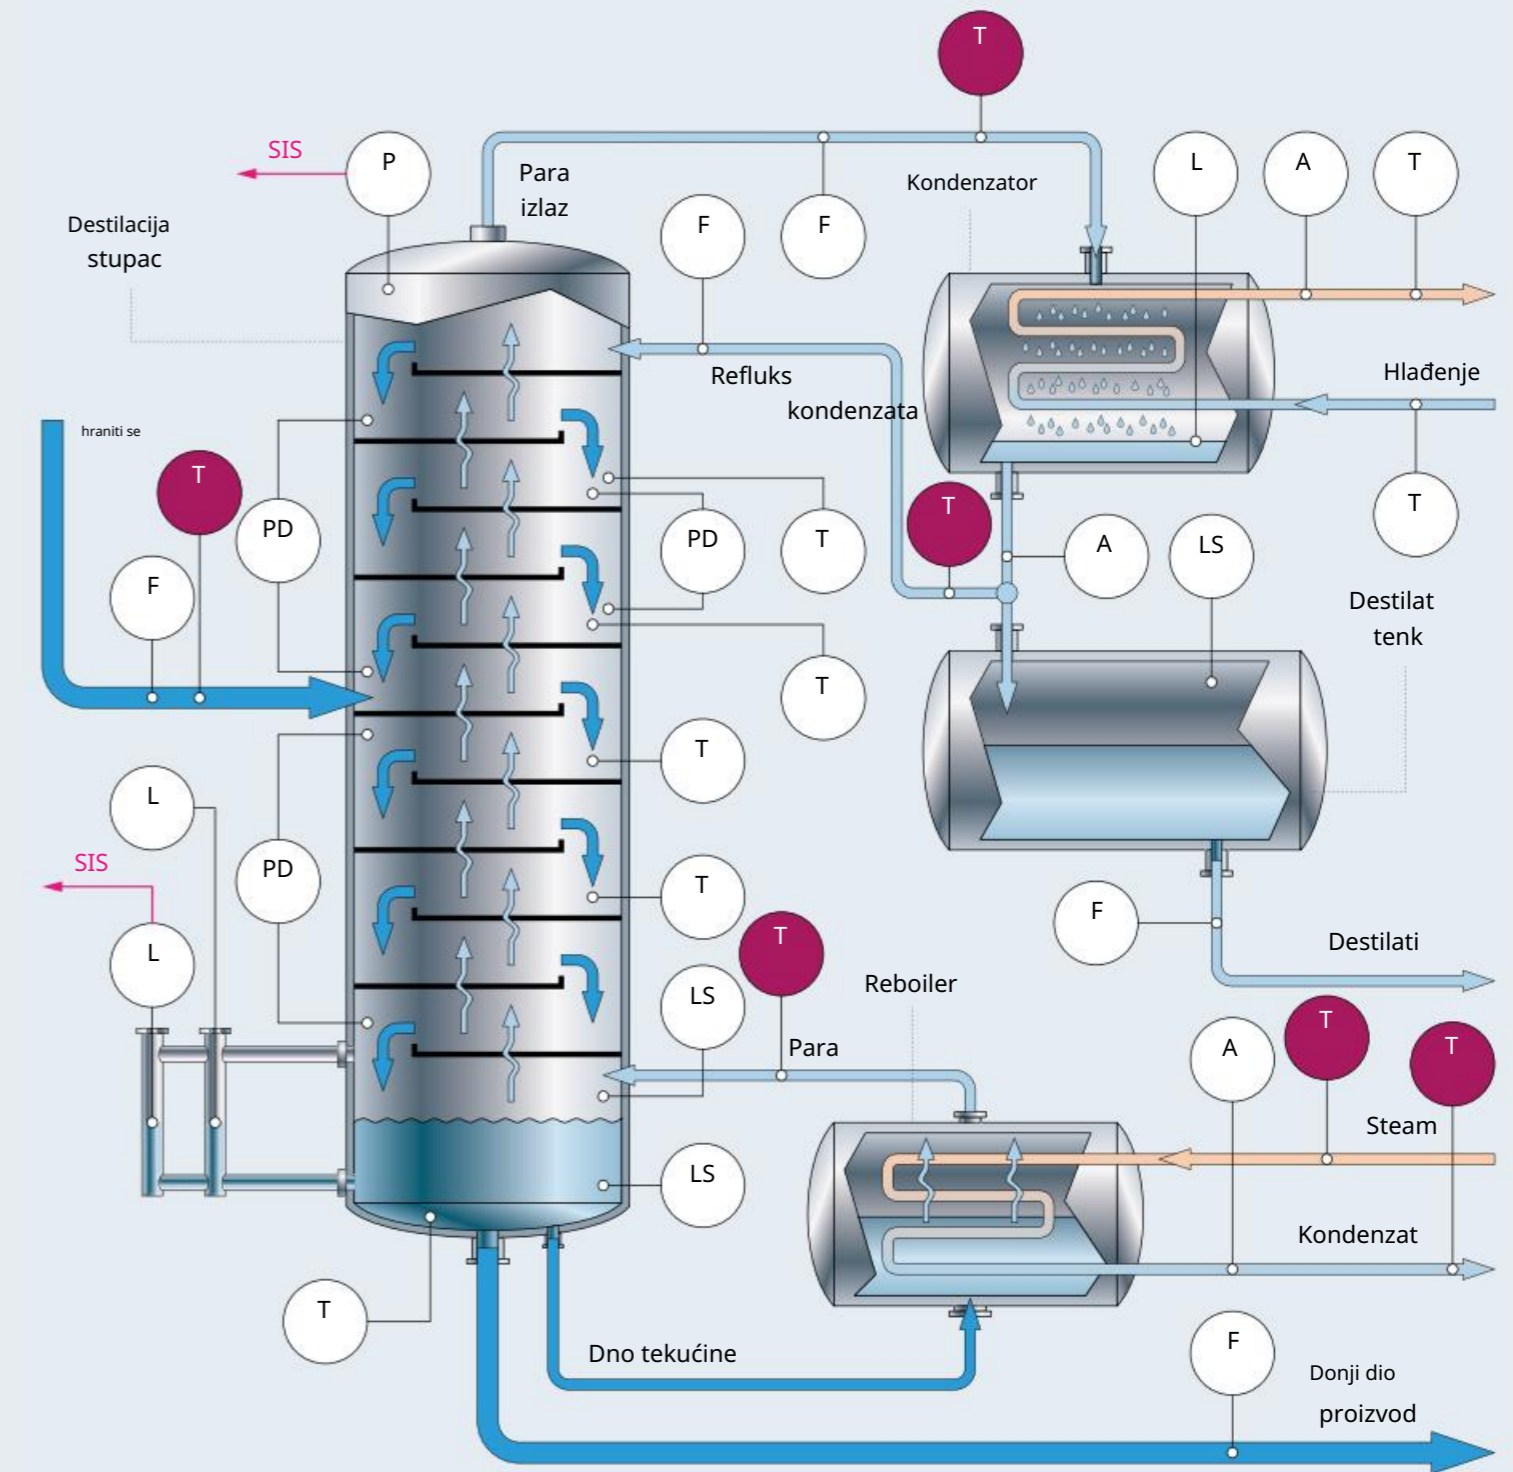 T
SIS
P
Para
izlaz
F
F
Kondenzator
L
A
T
Destilacija
stupac
Refluks
kondenzata
Hlađenje
hraniti se
T
PD
F
PD
T
T
A
LS
T
Destilat
tenk
T
T
L
SIS
PD
T
L
F
Destilati
T
LS
Reboiler
Para
A
T
T
Steam
LS
Kondenzat
T
Dno tekućine
F
Donji dio
proizvod